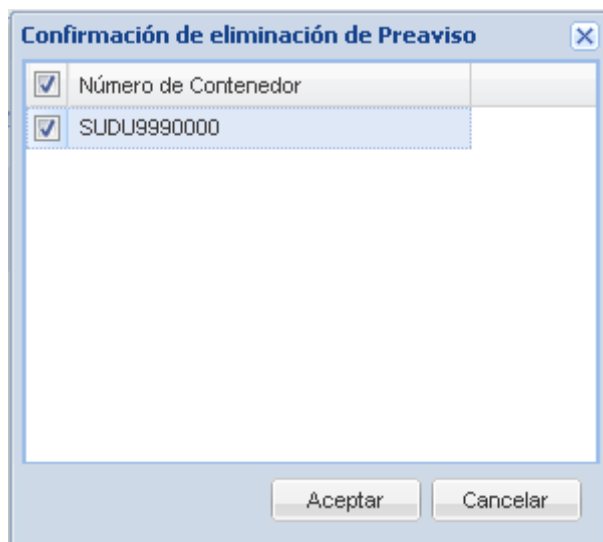 Confirmación de eliminación de Preaviso
Número de Contenedor
SUDU9990000
Aceptar
Cancelar